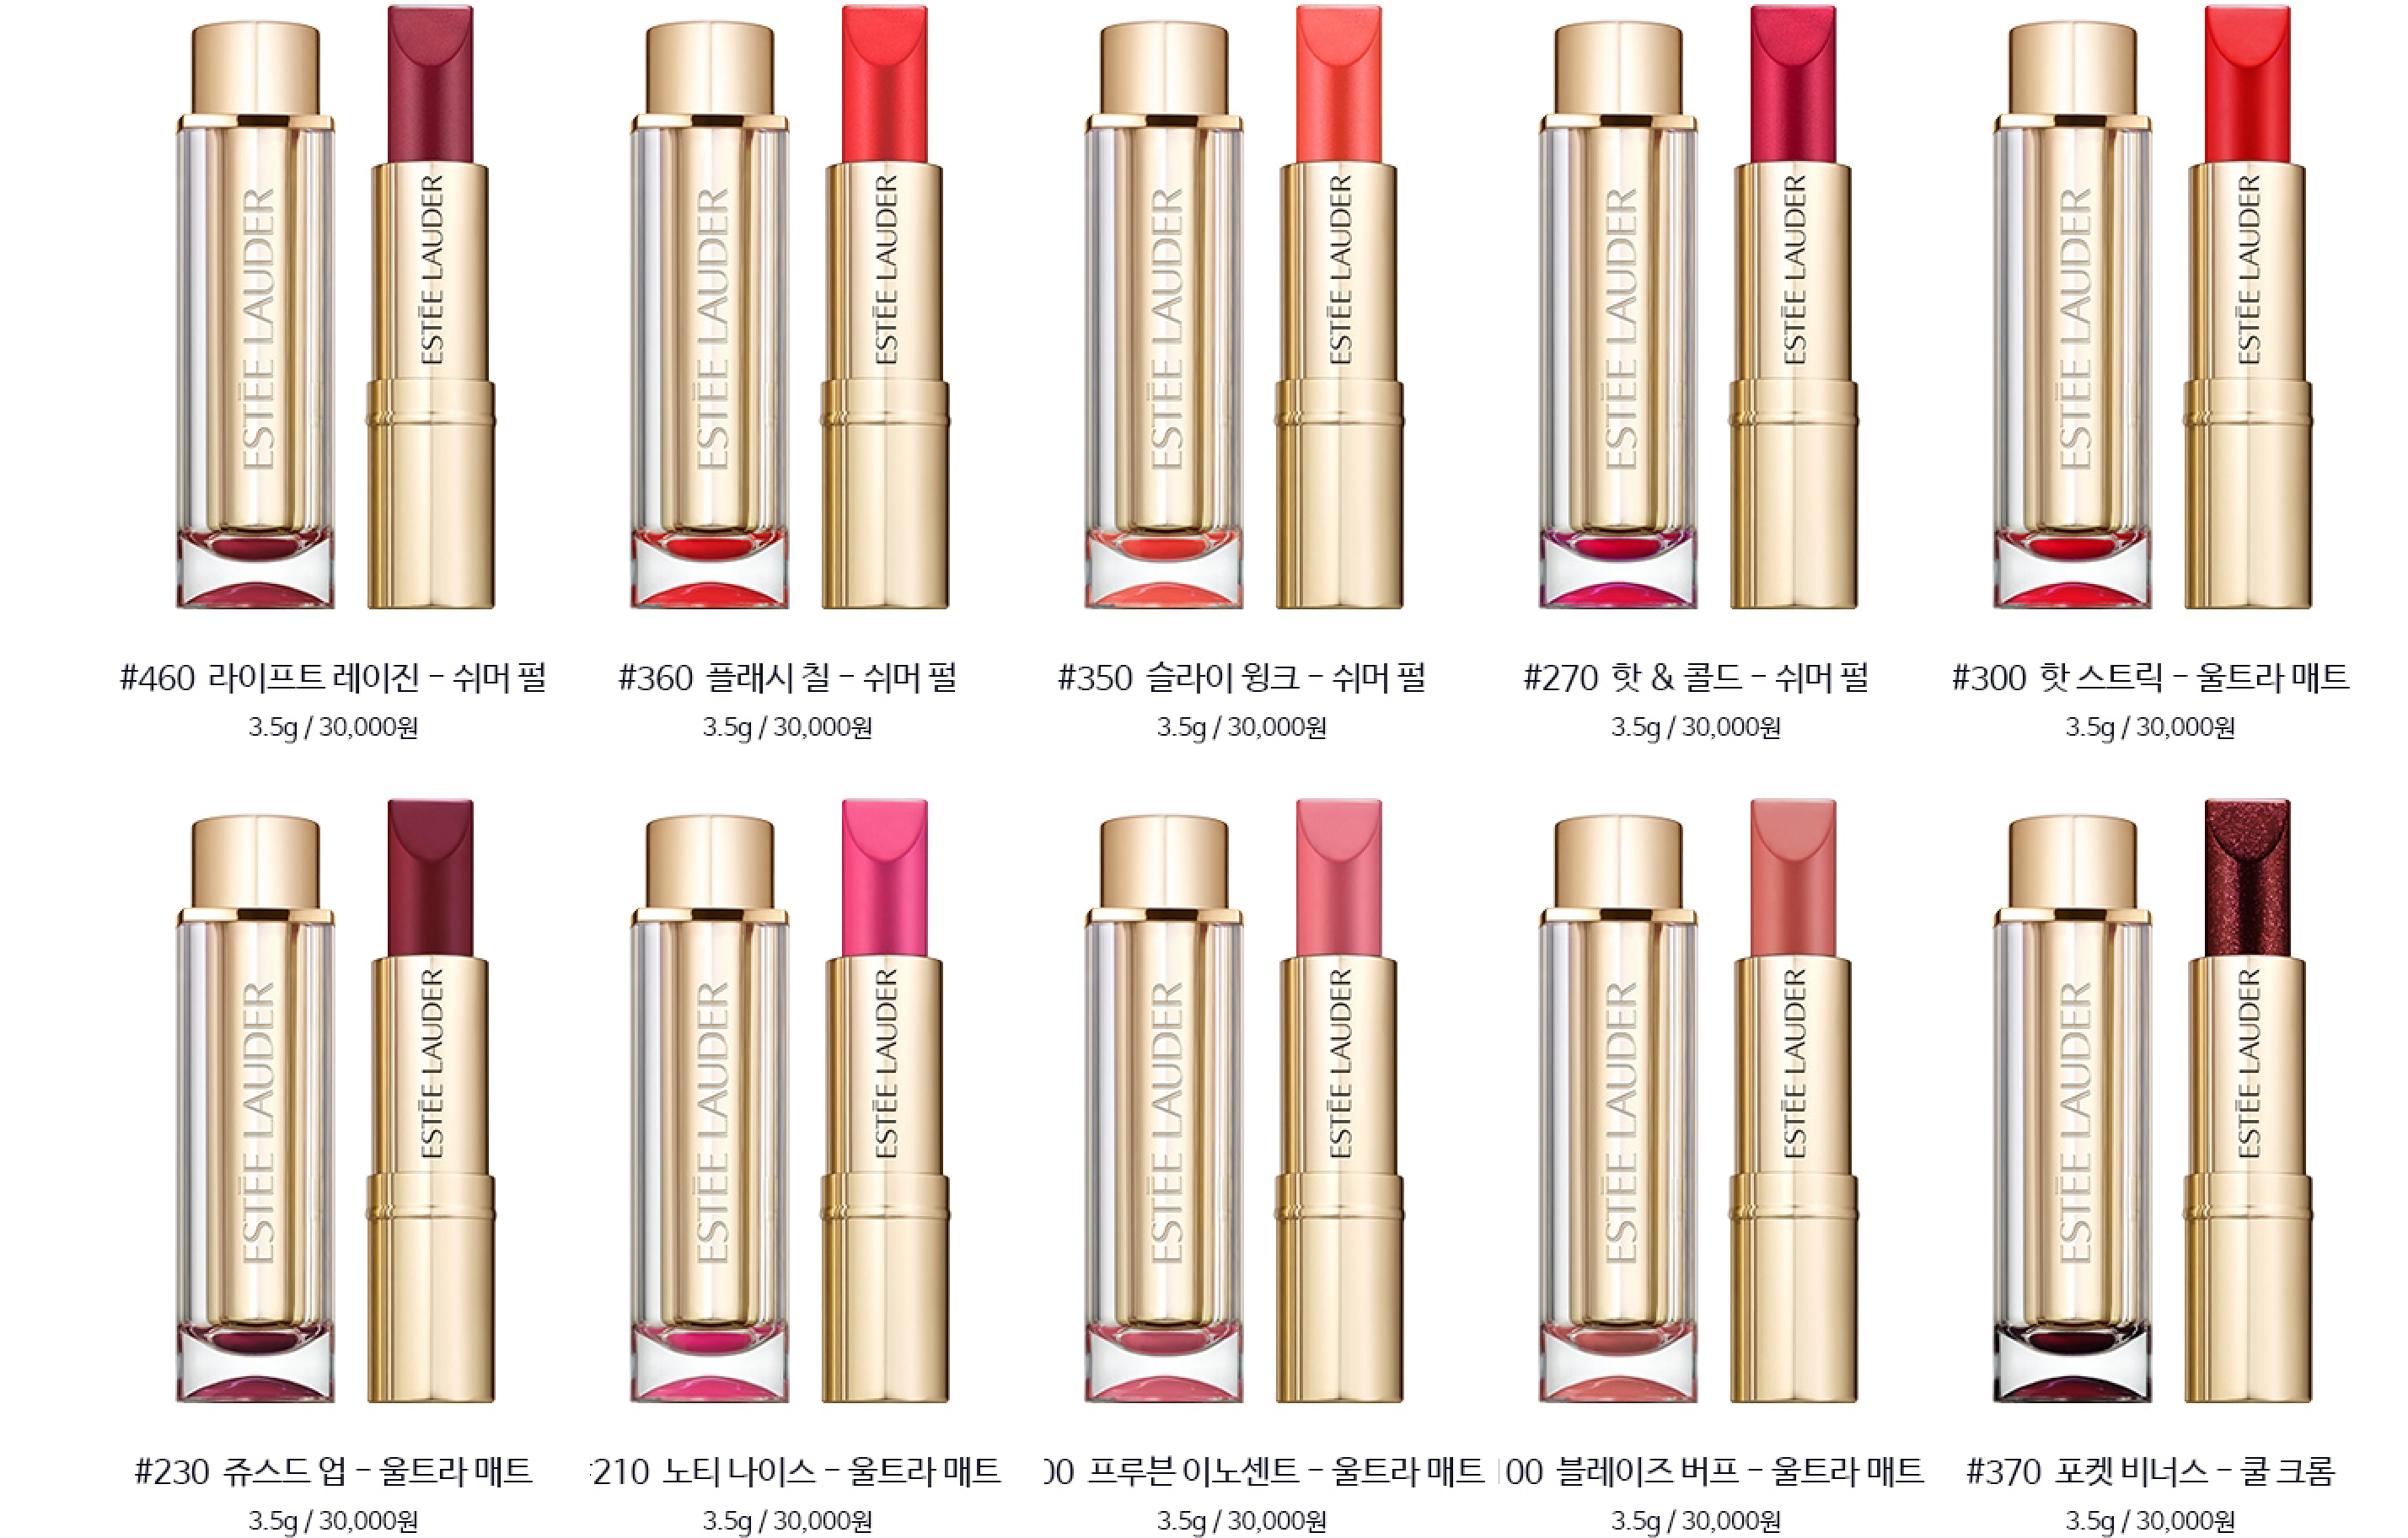 ESTĒE LAUDER ESTĒE LAUDER ESTĒE LAUDER ESTĒE LAUDER ESTĒE LAUDER ESTĒE LAUDER ESTĒE LAUDER ESTĒE LAUDER ESTĒE LAUDER ESTĒE LAUDER
#460 라이프트 레이진 - 쉬머 펄 #360 플래시 칠 - 쉬머 펄 #350 슬라이 윙크 - 쉬머 펄 #270 핫 & 콜드 - 쉬머 펄 #300 핫 스트릭 - 울트라 매트
3.5g / 30,000원 3.5g / 30,000원 3.5g / 30,000원 3.5g / 30,000원 3.5g / 30,000원
ESTĒE LAUDER ESTĒE LAUDER ESTĒE LAUDER ESTĒE LAUDER ESTĒE LAUDER ESTĒE LAUDER ESTĒE LAUDER ESTĒE LAUDER ESTĒE LAUDER ESTĒE LAUDER
#230 쥬스드 업 - 울트라 매트 210 노티 나이스 - 울트라 매트 00 프루븐 이노센트 - 울트라 매트 00 블레이즈 버프 - 울트라 매트 #370 포켓 비너스 - 쿨 크롬
3.5g / 30,000원 3.5g / 30,000원 3.5g / 30,000원 3.5g / 30,000원 3.5g / 30,000원